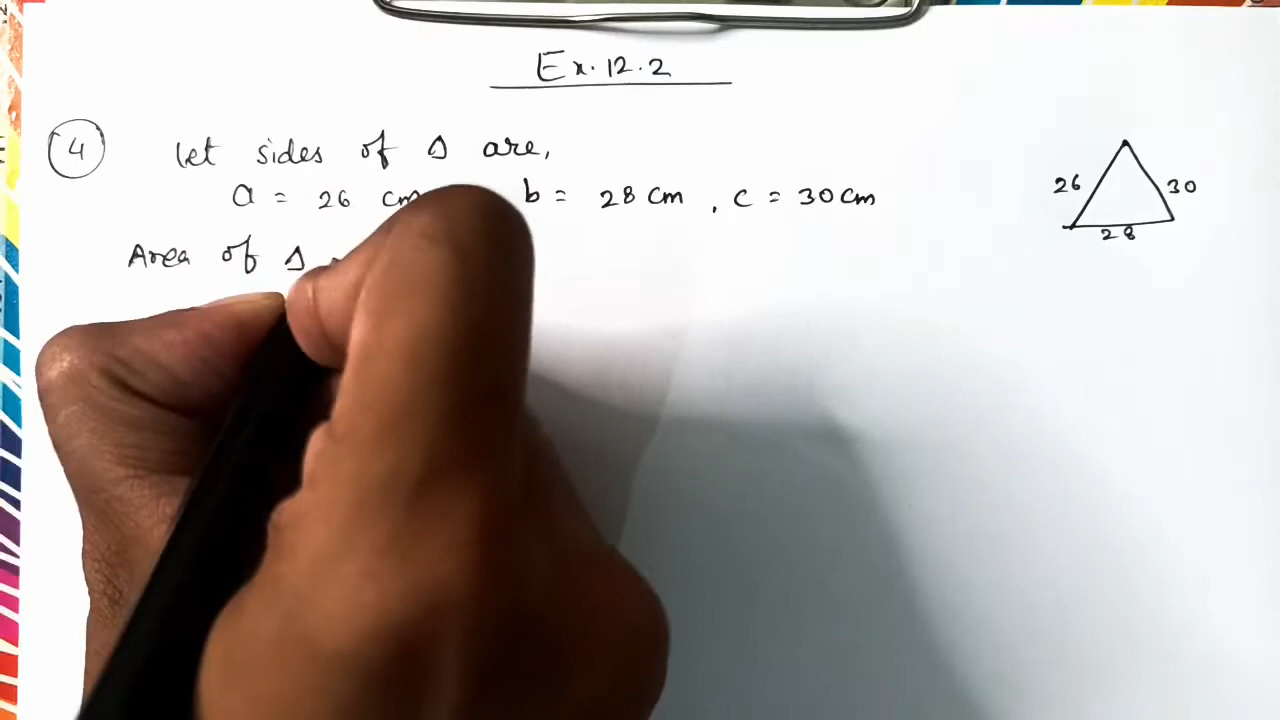 Ex. 12.2
4 Let sides of Δ are,
a = 26 cm b = 28 cm , c = 30 cm
Area of Δ
26 30
28